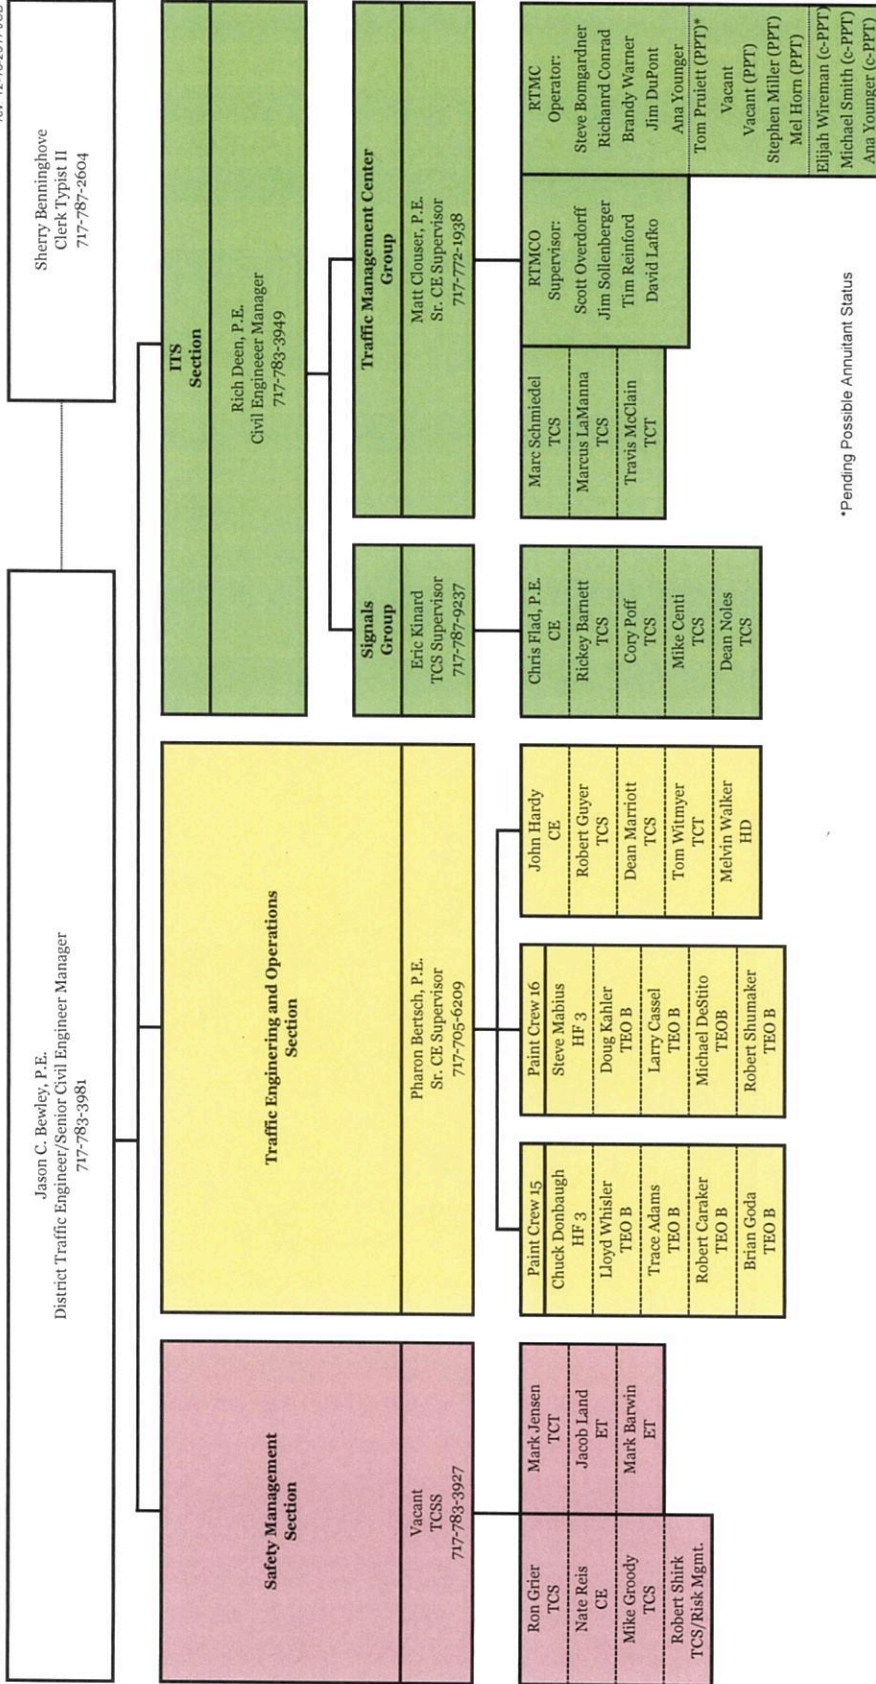 Jason C. Bewley, P.E.
District Traffic Engineer/Senior Civil Engineer Manager
717-783-3981
Sherry Benninghove
Clerk Typist II
717-787-2604
Safety Management
Section
Vacant
TCSS
717-783-3927
Ron Grier
TCS
Nate Reis
CE
Mike Groody
TCS
Robert Shirk
TCS/Risk Mgmt.
Mark Jensen
TCT
Jacob Land
ET
Mark Barwin
ET
Traffic Enginering and Operations
Section
Pharon Bertsch, P.E.
Sr. CE Supervisor
717-705-6209
Paint Crew 15
Chuck Donbaugh
HF 3
Lloyd Whisler
TEO B
Trace Adams
TEO B
Robert Caraker
TEO B
Brian Goda
TEO B
Paint Crew 16
Steve Mabius
HF 3
Doug Kahler
TEO B
Larry Cassel
TEO B
Michael DeStito
TEOB
Robert Shumaker
TEO B
John Hardy
CE
Robert Guyer
TCS
Dean Marriott
TCS
Tom Witmyer
TCT
Melvin Walker
HD
ITS
Section
Rich Deen, P.E.
Civil Engineeer Manager
717-783-3949
Signals
Group
Eric Kinard
TCS Supervisor
717-787-9237
Chris Flad, P.E.
CE
Rickey Barnett
TCS
Cory Poff
TCS
Mike Centi
TCS
Dean Noles
TCS
Traffic Management Center
Group
Matt Clouser, P.E.
Sr. CE Supervisor
717-772-1938
Marc Schmiedel
TCS
Marcus LaManna
TCS
Travis McClain
TCT
RTMCO
Supervisor:
Scott Overdorff
Jim Sollenberger
Tim Reinford
David Lafko
RTMC
Operator:
Steve Bomgardner
Richanrd Conrad
Brandy Warner
Jim DuPont
Ana Younger
Tom Pruiett (PPT)*
Vacant
Vacant (PPT)
Stephen Miller (PPT)
Mel Horn (PPT)
Elijah Wireman (c-PPT)
Michael Smith (c-PPT)
Ana Younger (c-PPT)
*Pending Possible Annuitant Status